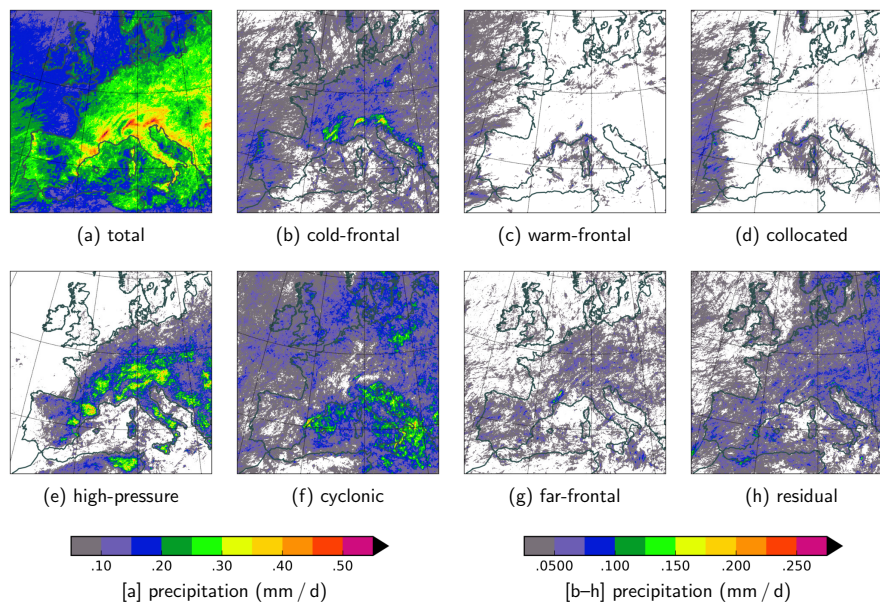 (a) total
(b) cold-frontal
(c) warm-frontal
(d) collocated
(e) high-pressure
(f) cyclonic
(g) far-frontal
(h) residual
.10 .20 .30 .40 .50
[a] precipitation (mm / d)
.0500 .100 .150 .200 .250
[b–h] precipitation (mm / d)